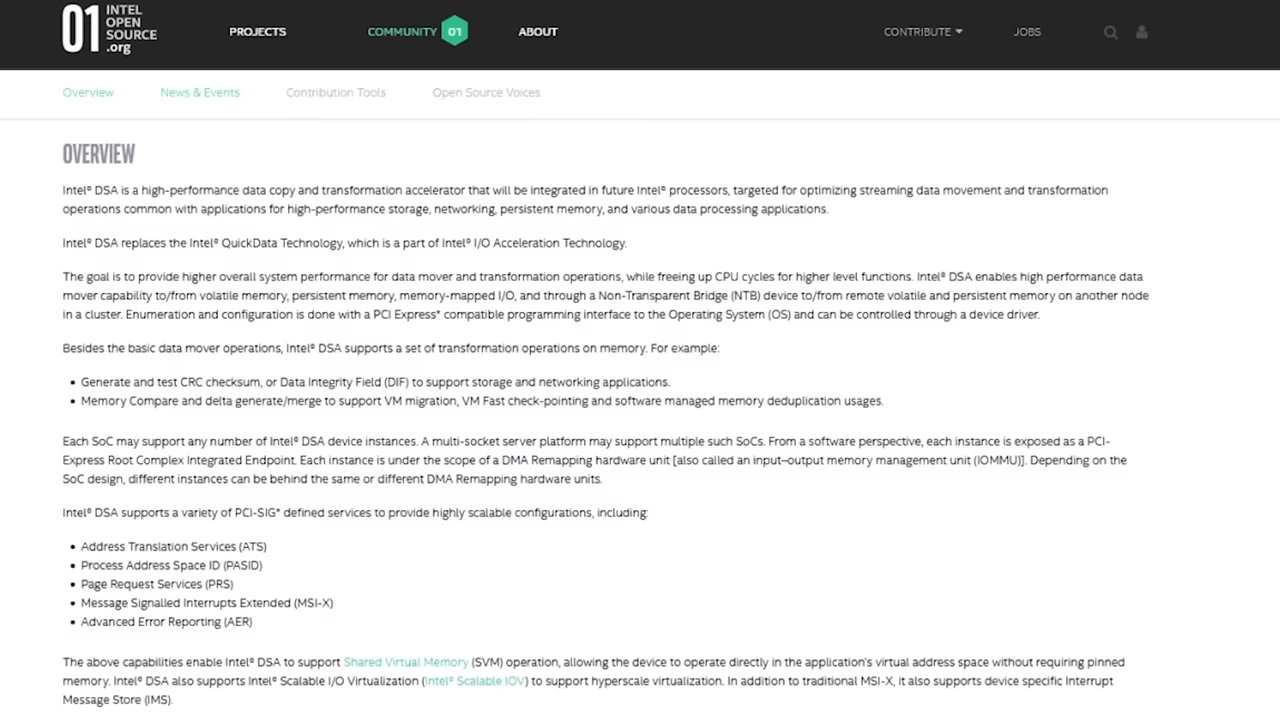 01 INTEL
OPEN
SOURCE
.org
PROJECTS
COMMUNITY 01
ABOUT
CONTRIBUTE
JOBS
Overview
News & Events
Contribution Tools
Open Source Voices
OVERVIEW
Intel® DSA is a high-performance data copy and transformation accelerator that will be integrated in future Intel® processors, targeted for optimizing streaming data movement and transformation
operations common with applications for high-performance storage, networking, persistent memory, and various data processing applications.
Intel® DSA replaces the Intel® QuickData Technology, which is a part of Intel® I/O Acceleration Technology.
The goal is to provide higher overall system performance for data mover and transformation operations, while freeing up CPU cycles for higher level functions. Intel® DSA enables high performance data
mover capability to/from volatile memory, persistent memory, memory-mapped I/O, and through a Non-Transparent Bridge (NTB) device to/from remote volatile and persistent memory on another node
in a cluster. Enumeration and configuration is done with a PCI Express* compatible programming interface to the Operating System (OS) and can be controlled through a device driver.
Besides the basic data mover operations, Intel® DSA supports a set of transformation operations on memory. For example:
• Generate and test CRC checksum, or Data Integrity Field (DIF) to support storage and networking applications.
• Memory Compare and delta generate/merge to support VM migration, VM Fast check-pointing and software managed memory deduplication usages.
Each SoC may support any number of Intel® DSA device instances. A multi-socket server platform may support multiple such SoCs. From a software perspective, each instance is exposed as a PCI-
Express Root Complex Integrated Endpoint. Each instance is under the scope of a DMA Remapping hardware unit [also called an input–output memory management unit (IOMMU)]. Depending on the
SoC design, different instances can be behind the same or different DMA Remapping hardware units.
Intel® DSA supports a variety of PCI-SIG* defined services to provide highly scalable configurations, including:
• Address Translation Services (ATS)
• Process Address Space ID (PASID)
• Page Request Services (PRS)
• Message Signalled Interrupts Extended (MSI-X)
• Advanced Error Reporting (AER)
The above capabilities enable Intel® DSA to support Shared Virtual Memory (SVM) operation, allowing the device to operate directly in the application's virtual address space without requiring pinned
memory. Intel® DSA also supports Intel® Scalable I/O Virtualization (Intel® Scalable IOV) to support hyperscale virtualization. In addition to traditional MSI-X, it also supports device specific Interrupt
Message Store (IMS).